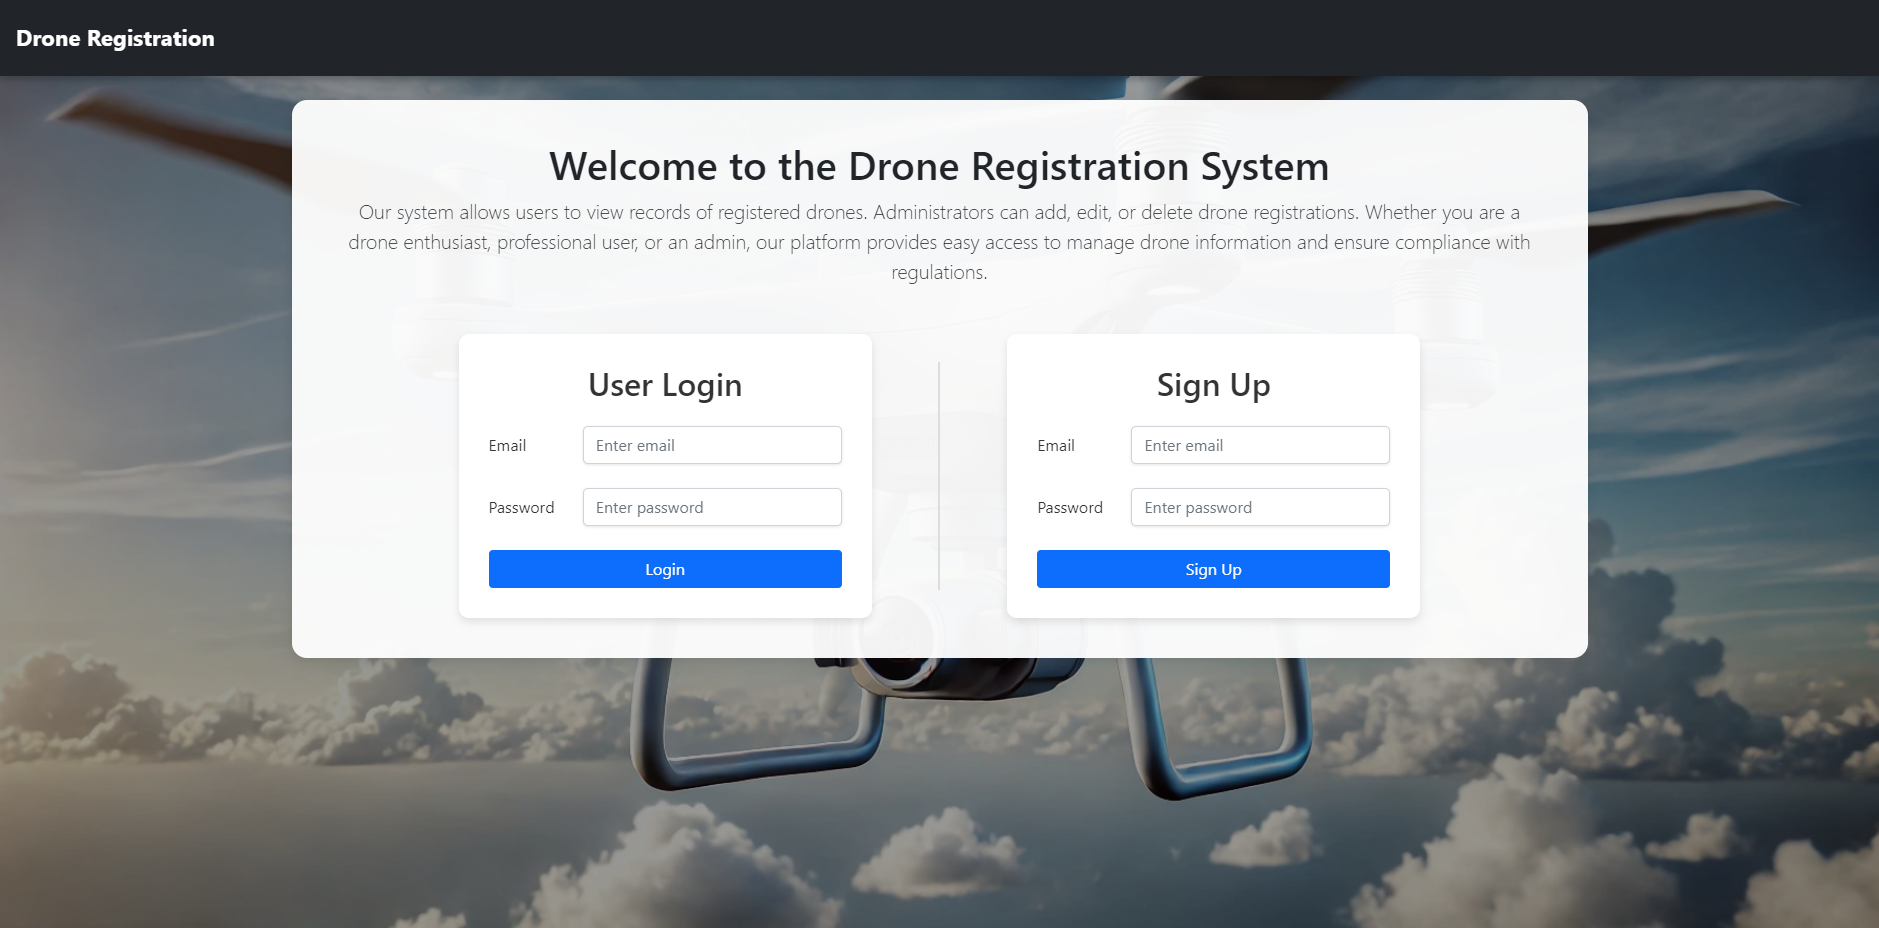 Drone Registration
Welcome to the Drone Registration System
Our system allows users to view records of registered drones. Administrators can add, edit, or delete drone registrations. Whether you are a
drone enthusiast, professional user, or an admin, our platform provides easy access to manage drone information and ensure compliance with
regulations.
User Login
Email
Enter email
Password
Enter password
Login
Sign Up
Email
Enter email
Password
Enter password
Sign Up